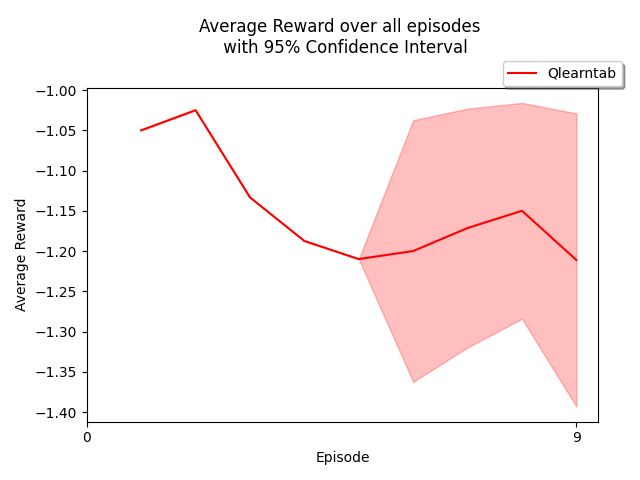 Average Reward over all episodes
with 95% Confidence Interval
Qlearntab
−1.00
−1.05
−1.10
−1.15
−1.20
−1.25
−1.30
−1.35
−1.40
Average Reward
0
9
Episode